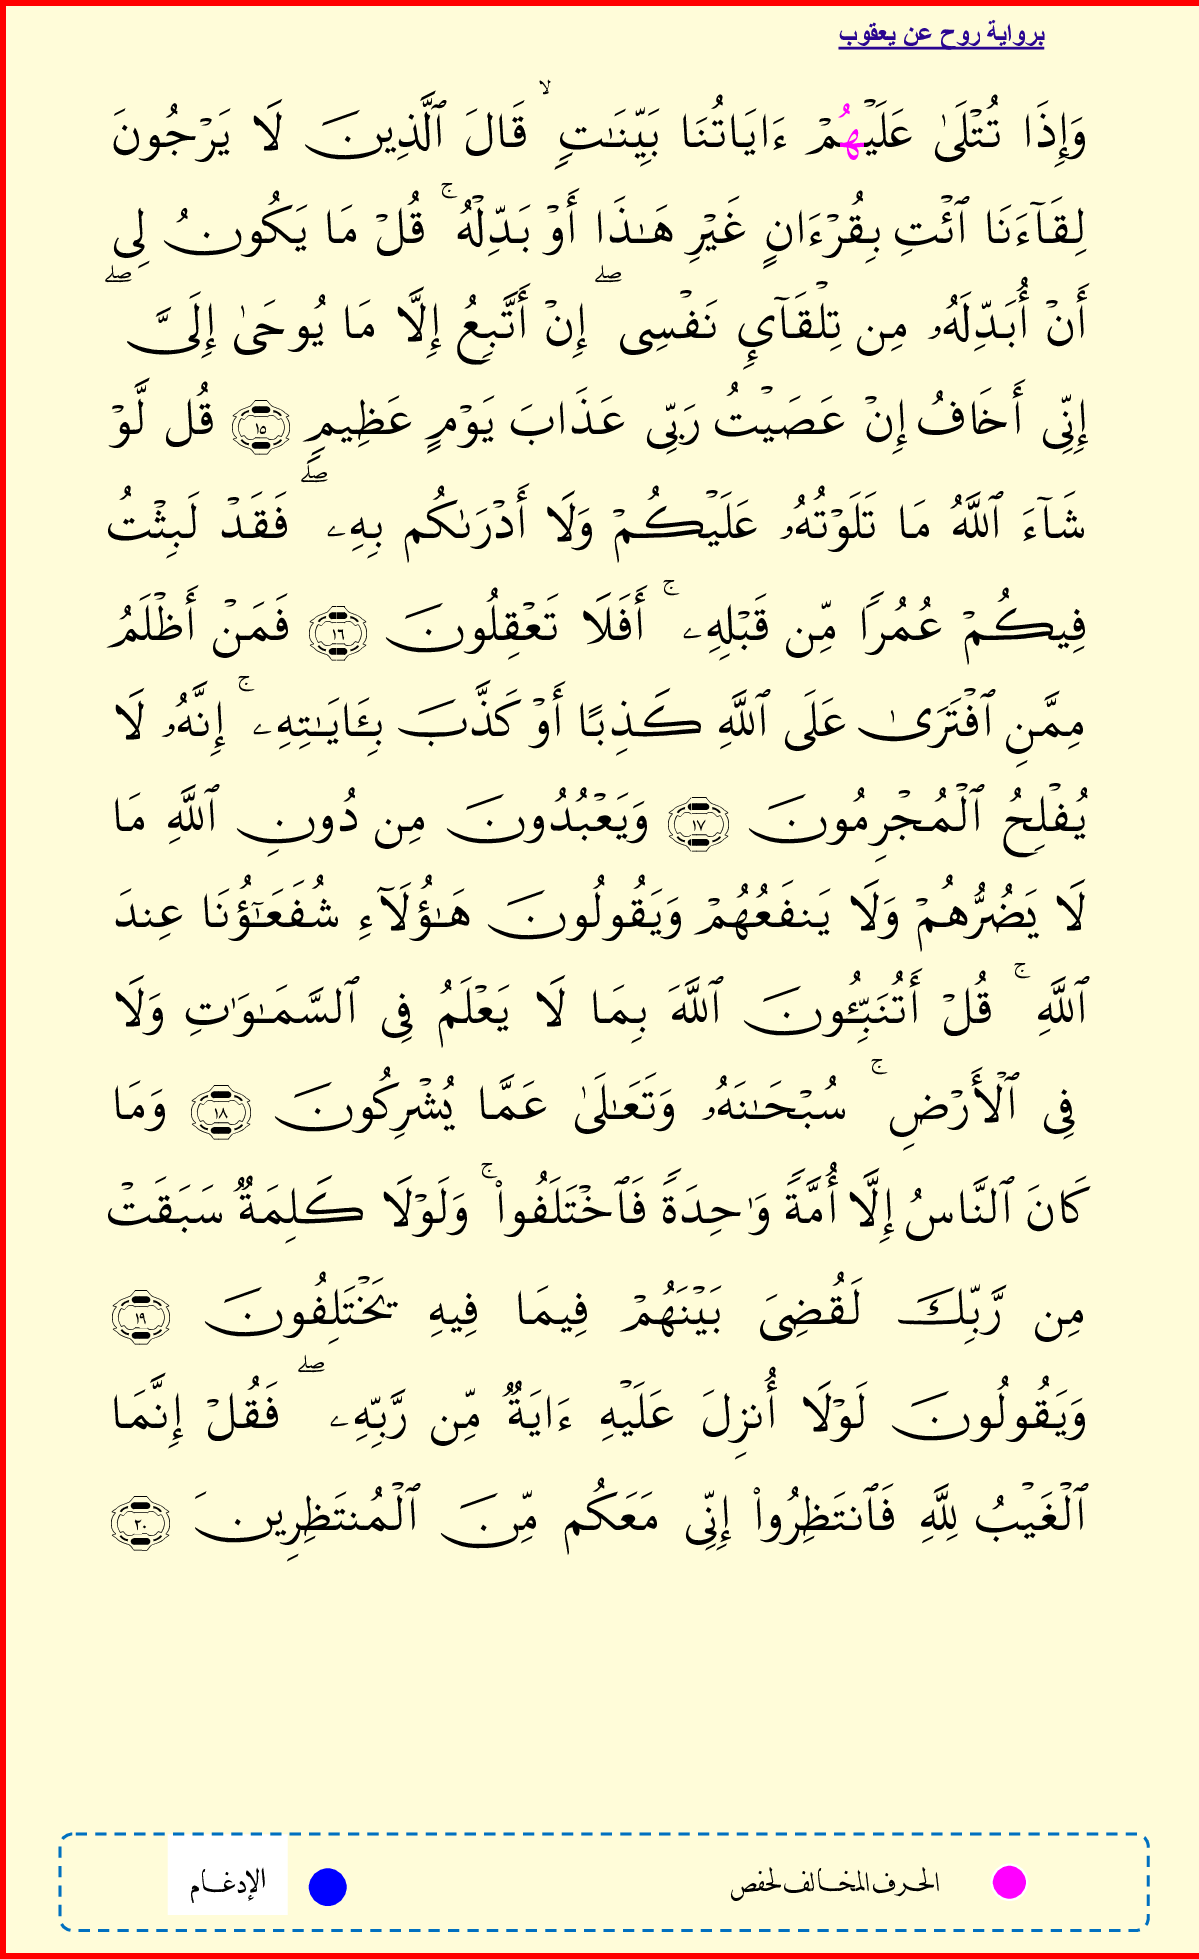 برواية روح عن يعقوب
وَإِذَا تُتْلَىٰ عَلَيْهُمْ ءَايَاتُنَا بَيِّنَـٰتٍ ۙ قَالَ ٱلَّذِينَ لَا يَرْجُونَ
لِقَآءَنَا ٱئْتِ بِقُرْءَانٍ غَيْرِ هَـٰذَا أَوْ بَدِّلْهُ ۚ قُلْ مَا يَكُونُ لِى
أَنْ أُبَدِّلَهُۥ مِن تِلْقَآئِ نَفْسِى ۖ إِنْ أَتَّبِعُ إِلَّا مَا يُوحَىٰ إِلَىَّ ۖ
إِنِّى أَخَافُ إِنْ عَصَيْتُ رَبِّى عَذَابَ يَوْمٍ عَظِيمٍ ١٥ قُل لَّوْ
شَآءَ ٱللَّهُ مَا تَلَوْتُهُۥ عَلَيْكُمْ وَلَا أَدْرَىٰكُم بِهِۦ ۖ فَقَدْ لَبِثْتُ
فِيكُمْ عُمُرًا مِّن قَبْلِهِۦ ۚ أَفَلَا تَعْقِلُونَ ١٦ فَمَنْ أَظْلَمُ
مِمَّنِ ٱفْتَرَىٰ عَلَى ٱللَّهِ كَذِبًا أَوْ كَذَّبَ بِـَٔايَـٰتِهِۦ ۚ إِنَّهُۥ لَا
يُفْلِحُ ٱلْمُجْرِمُونَ ١٧ وَيَعْبُدُونَ مِن دُونِ ٱللَّهِ مَا
لَا يَضُرُّهُمْ وَلَا يَنفَعُهُمْ وَيَقُولُونَ هَـٰؤُلَآءِ شُفَعَـٰٓؤُنَا عِندَ
ٱللَّهِ ۚ قُلْ أَتُنَبِّـُٔونَ ٱللَّهَ بِمَا لَا يَعْلَمُ فِى ٱلسَّمَـٰوَٰتِ وَلَا
فِى ٱلْأَرْضِ ۚ سُبْحَـٰنَهُۥ وَتَعَـٰلَىٰ عَمَّا يُشْرِكُونَ ١٨ وَمَا
كَانَ ٱلنَّاسُ إِلَّا أُمَّةً وَٰحِدَةً فَٱخْتَلَفُوا۟ ۚ وَلَوْلَا كَلِمَةٌ سَبَقَتْ
مِن رَّبِّكَ لَقُضِىَ بَيْنَهُمْ فِيمَا فِيهِ يَخْتَلِفُونَ ١٩
وَيَقُولُونَ لَوْلَا أُنزِلَ عَلَيْهِ ءَايَةٌ مِّن رَّبِّهِۦ ۖ فَقُلْ إِنَّمَا
ٱلْغَيْبُ لِلَّهِ فَٱنتَظِرُوا۟ إِنِّى مَعَكُم مِّنَ ٱلْمُنتَظِرِينَ ٢٠
الحرف المخالف لحفص
الإدغام